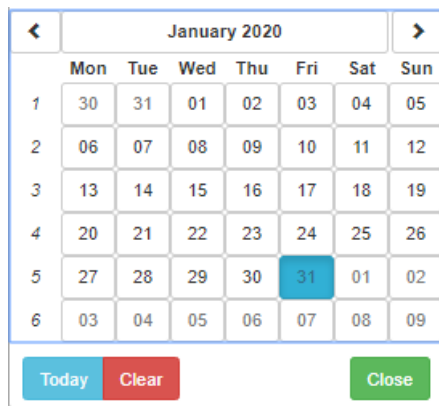 January 2020
Mon Tue Wed Thu Fri Sat Sun
1 30 31 01 02 03 04 05
2 06 07 08 09 10 11 12
3 13 14 15 16 17 18 19
4 20 21 22 23 24 25 26
5 27 28 29 30 31 01 02
6 03 04 05 06 07 08 09
Today Clear Close